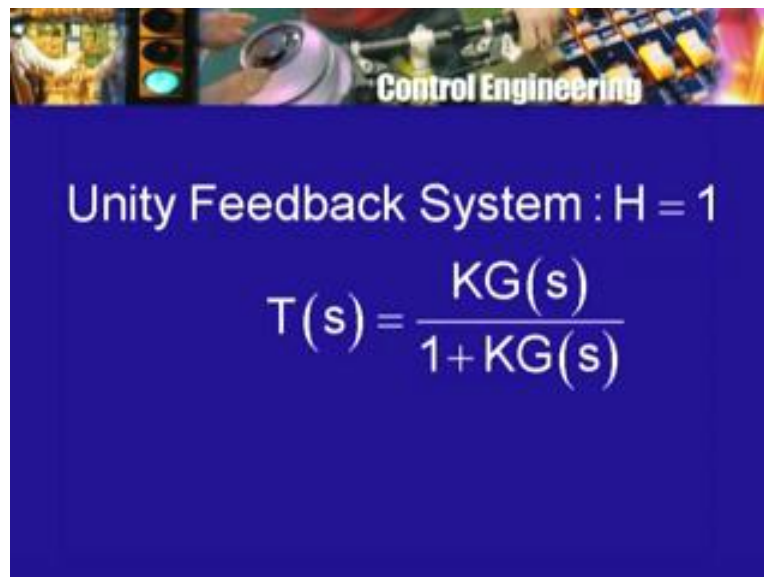 Control Engineering
Unity Feedback System : H = 1
T(s) = KG(s) / 1+KG(s)